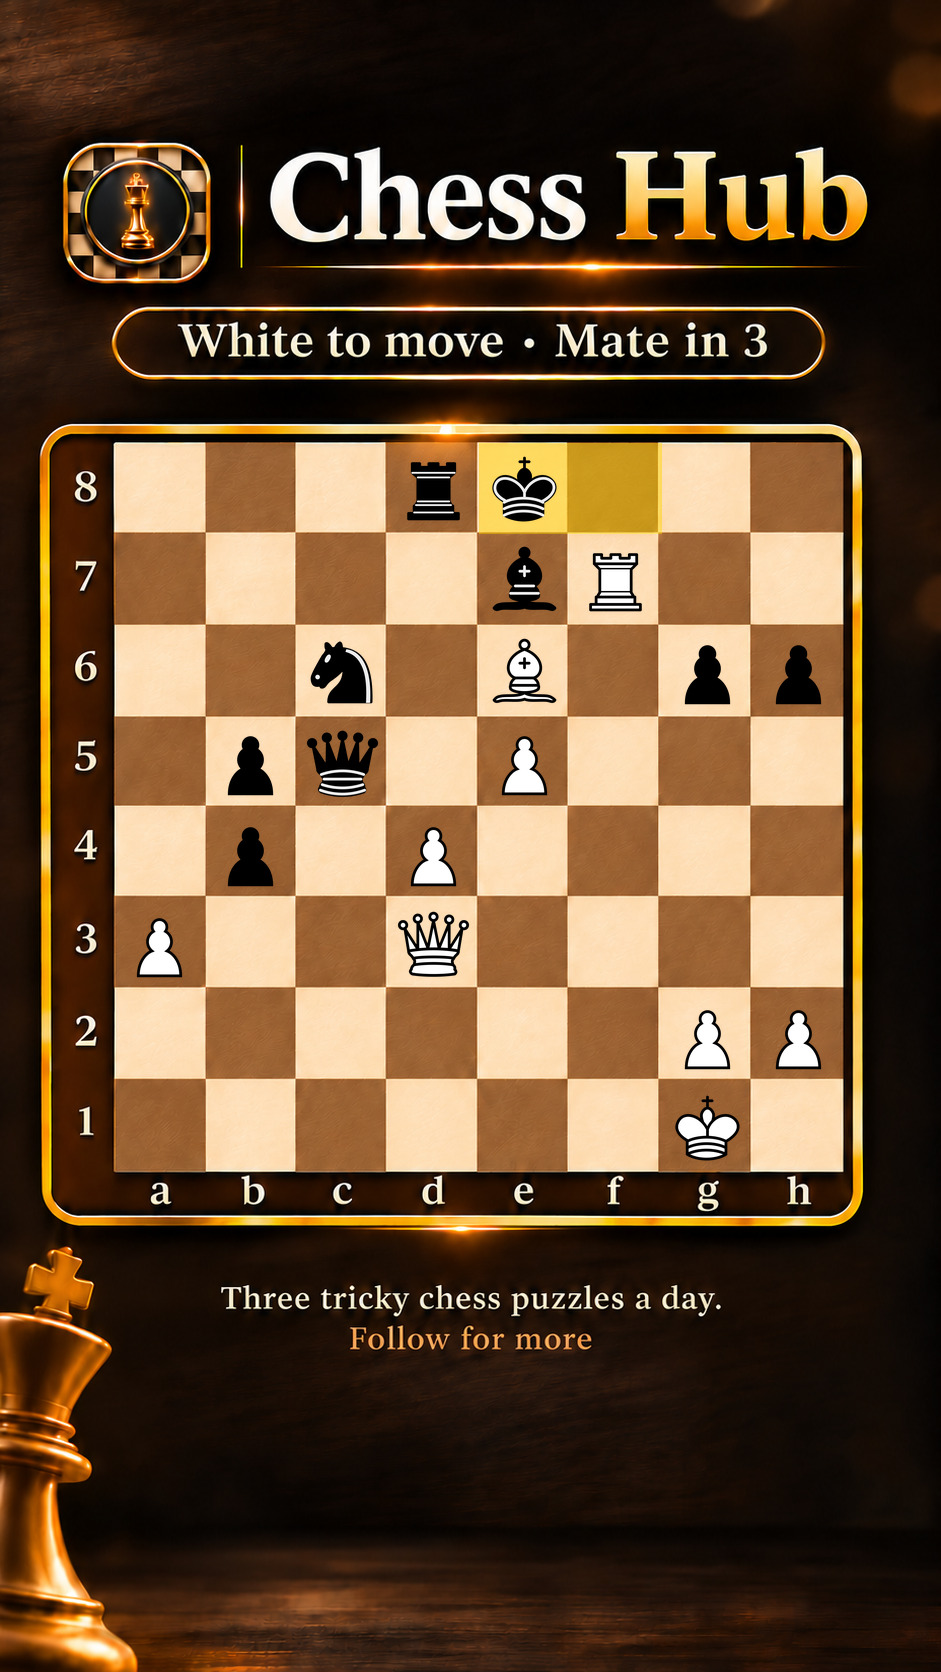 Chess Hub
White to move • Mate in 3
8
7
6
5
4
3
2
1
a b c d e f g h
Three tricky chess puzzles a day.
Follow for more